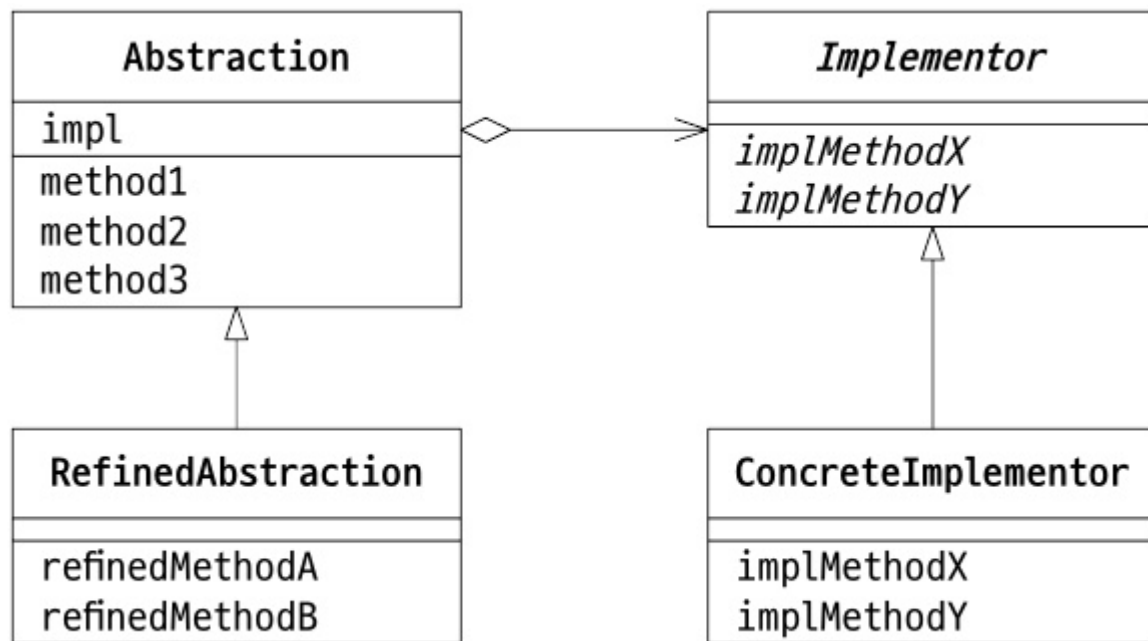 Abstraction
impl
method1
method2
method3
Implementor
implMethodX
implMethodY
RefinedAbstraction
refinedMethodA
refinedMethodB
ConcreteImplementor
implMethodX
implMethodY